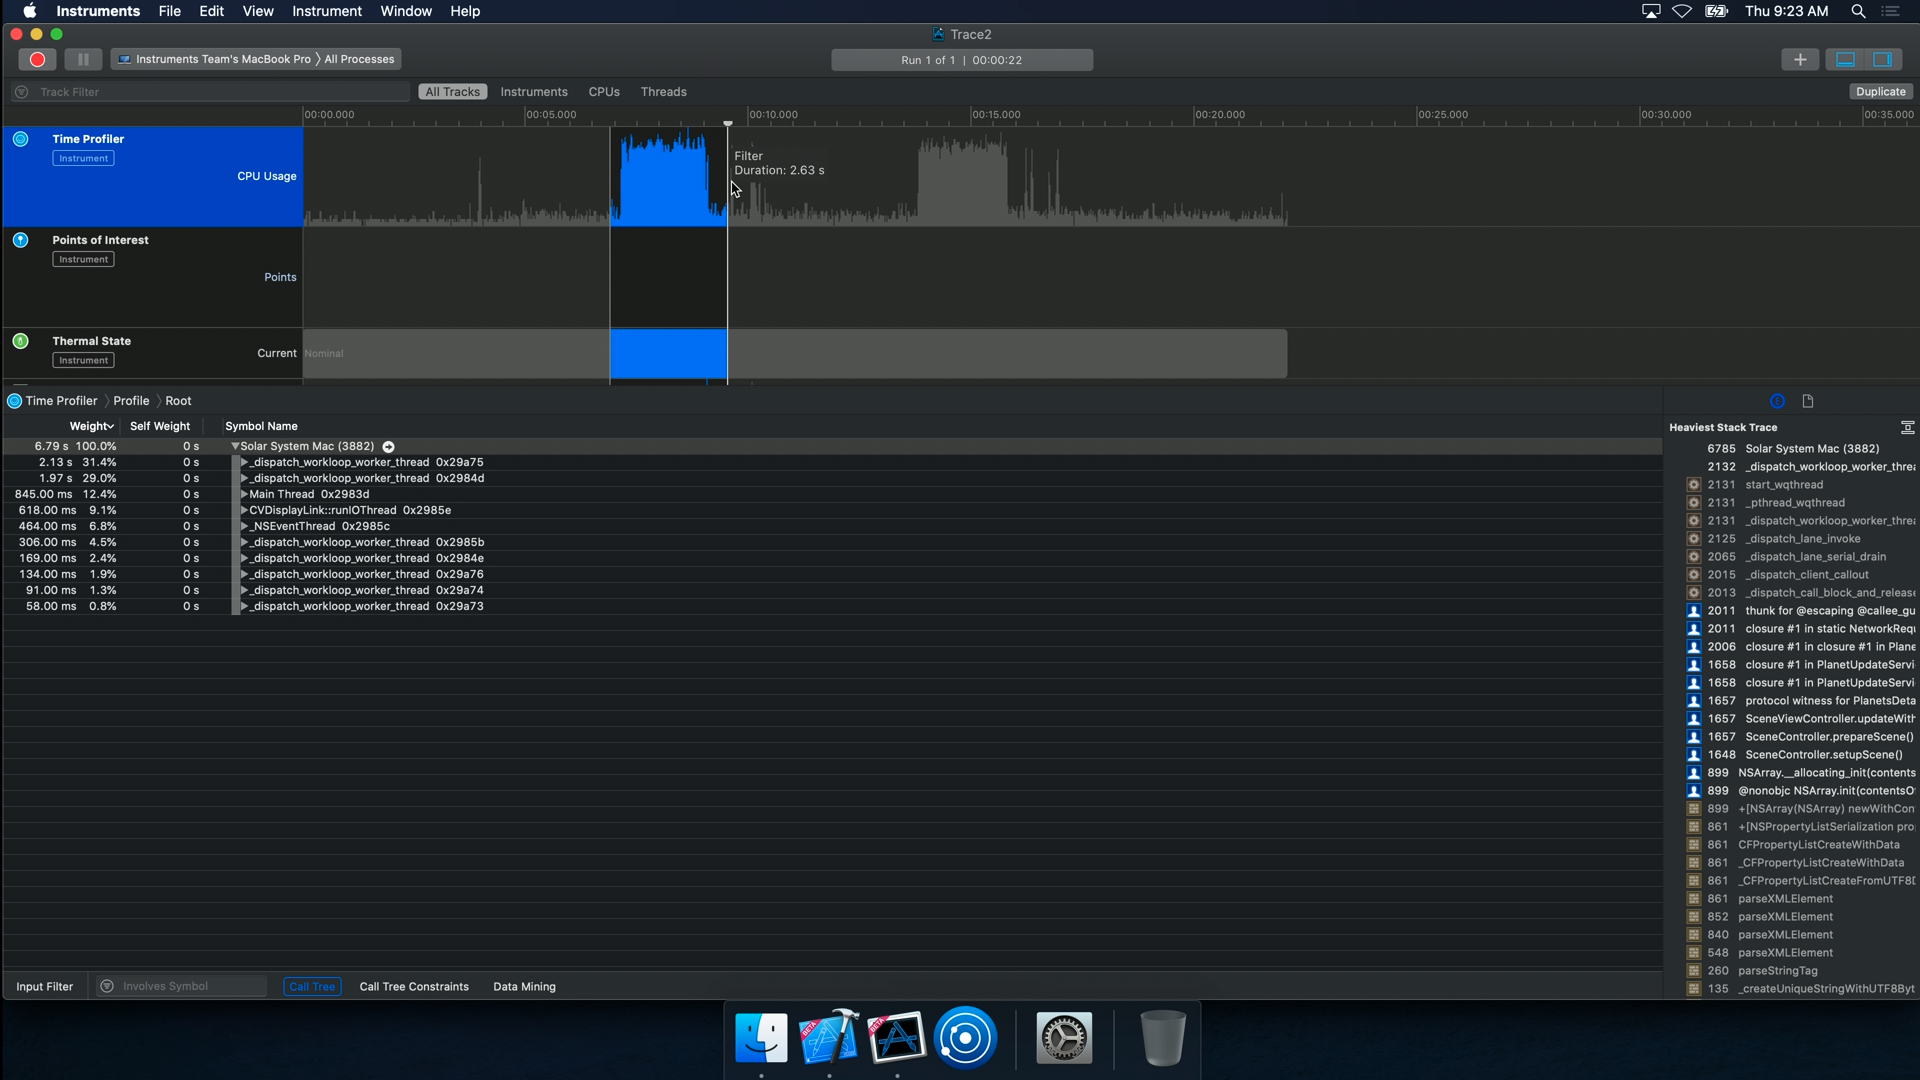 Instruments File Edit View Instrument Window Help Thu 9:23 AM
Trace2
Instruments Team's MacBook Pro 〉All Processes Run 1 of 1 | 00:00:22
Track Filter All Tracks Instruments CPUs Threads Duplicate
00:00.000 00:05.000 00:10.000 00:15.000 00:20.000 00:25.000 00:30.000 00:35.000
Time Profiler
Instrument
CPU Usage
Filter
Duration: 2.63 s
Points of Interest
Instrument
Points
Thermal State
Instrument
Current Nominal
Time Profiler 〉Profile 〉Root
Weight Self Weight Symbol Name
6.79 s 100.0% 0 s Solar System Mac (3882)
2.13 s 31.4% 0 s _dispatch_workloop_worker_thread 0x29a75
1.97 s 29.0% 0 s _dispatch_workloop_worker_thread 0x2984d
845.00 ms 12.4% 0 s Main Thread 0x2983d
618.00 ms 9.1% 0 s CVDisplayLink::runIOThread 0x2985e
464.00 ms 6.8% 0 s _NSEventThread 0x2985c
306.00 ms 4.5% 0 s _dispatch_workloop_worker_thread 0x2985b
169.00 ms 2.4% 0 s _dispatch_workloop_worker_thread 0x2984e
134.00 ms 1.9% 0 s _dispatch_workloop_worker_thread 0x29a76
91.00 ms 1.3% 0 s _dispatch_workloop_worker_thread 0x29a74
58.00 ms 0.8% 0 s _dispatch_workloop_worker_thread 0x29a73
Heaviest Stack Trace
6785 Solar System Mac (3882)
2132 _dispatch_workloop_worker_threa
2131 start_wqthread
2131 _pthread_wqthread
2131 _dispatch_workloop_worker_threa
2125 _dispatch_lane_invoke
2065 _dispatch_lane_serial_drain
2015 _dispatch_client_callout
2013 _dispatch_call_block_and_release
2011 thunk for @escaping @callee_gu
2011 closure #1 in static NetworkRequ
2006 closure #1 in closure #1 in Plane
1658 closure #1 in PlanetUpdateServi
1658 closure #1 in PlanetUpdateServi
1657 protocol witness for PlanetsDeta
1657 SceneViewController.updateWith
1657 SceneController.prepareScene()
1648 SceneController.setupScene()
899 NSArray.__allocating_init(contents
899 @nonobjc NSArray.init(contentsO
899 +[NSArray(NSArray) newWithCon
861 +[NSPropertyListSerialization pro
861 CFPropertyListCreateWithData
861 _CFPropertyListCreateWithData
861 _CFPropertyListCreateFromUTF8D
861 parseXMLElement
852 parseXMLElement
840 parseXMLElement
548 parseXMLElement
260 parseStringTag
135 _createUniqueStringWithUTF8Byt
Input Filter Involves Symbol Call Tree Call Tree Constraints Data Mining
BETA BETA